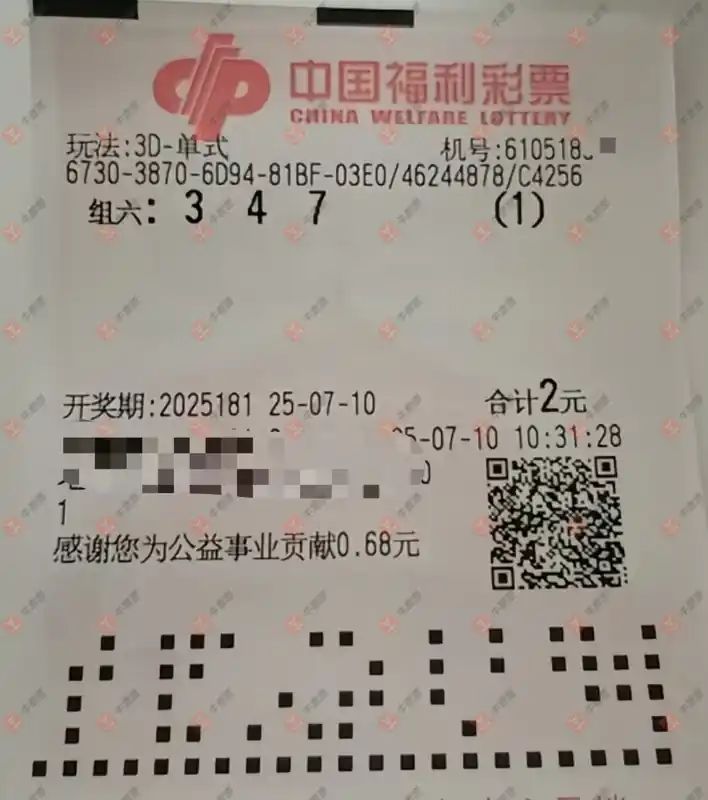 中国福利彩票
CHINA WELFARE LOTTERY
玩法:3D-单式 机号:610518
6730-3870-6D94-81BF-03E0/46244878/C4256
组六: 3 4 7 (1)
开奖期:2025181 25-07-10 合计2元
5-07-10 10:31:28
1
感谢您为公益事业贡献0.68元